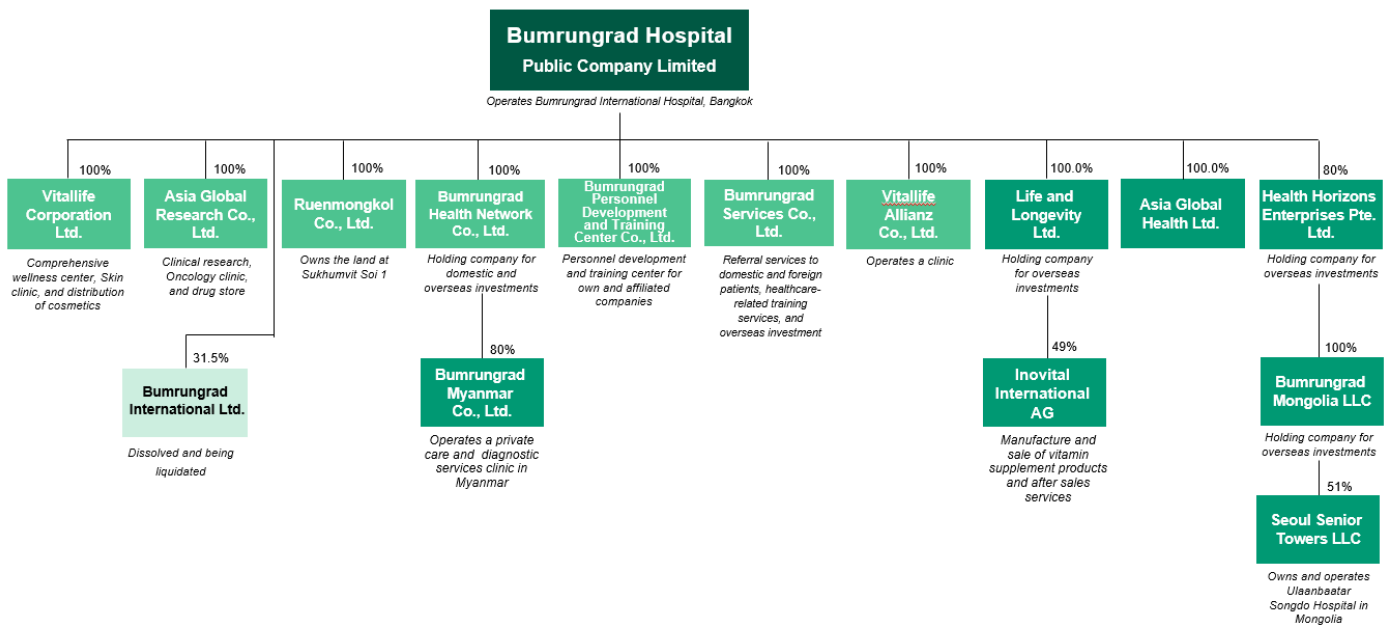 Bumrungrad Hospital
Public Company Limited
Operates Bumrungrad International Hospital, Bangkok
100%
Vitallife
Corporation
Ltd.
Comprehensive
wellness center, Skin
clinic, and distribution
of cosmetics
100%
Asia Global
Research Co.,
Ltd.
Clinical research,
Oncology clinic,
and drug store
100%
Ruenmongkol
Co., Ltd.
Owns the land at
Sukhumvit Soi 1
100%
Bumrungrad
Health Network
Co., Ltd.
Holding company for
domestic and
overseas investments
100%
Bumrungrad
Personnel
Development
and Training
Center Co., Ltd.
Personnel development
and training center for
own and affiliated
companies
100%
Bumrungrad
Services Co.,
Ltd.
Referral services to
domestic and foreign
patients, healthcare-
related training
services, and
overseas investment
100%
Vitallife
Allianz
Co., Ltd.
Operates a clinic
100.0%
Life and
Longevity
Ltd.
Holding company
for overseas
investments
100.0%
Asia Global
Health Ltd.
80%
Health Horizons
Enterprises Pte.
Ltd.
Holding company for
overseas investments
31.5%
Bumrungrad
International Ltd.
Dissolved and being
liquidated
80%
Bumrungrad
Myanmar
Co., Ltd.
Operates a private
care and diagnostic
services clinic in
Myanmar
49%
Inovital
International
AG
Manufacture and
sale of vitamin
supplement products
and after sales
services
100%
Bumrungrad
Mongolia LLC
Holding company for
overseas investments
51%
Seoul Senior
Towers LLC
Owns and operates
Ulaanbaatar
Songdo Hospital in
Mongolia